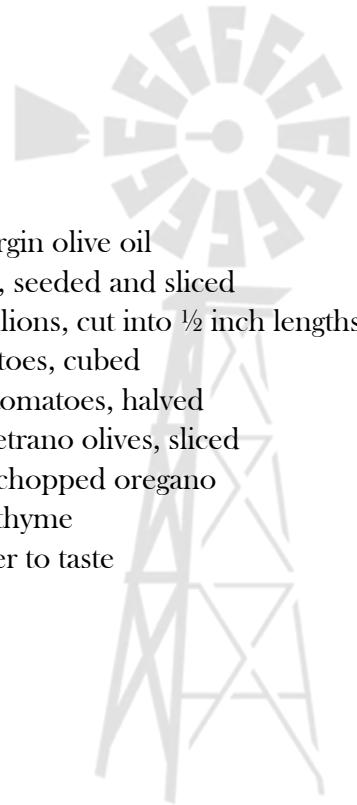 rgin olive oil
, seeded and sliced
lions, cut into ½ inch lengths
toes, cubed
omatoes, halved
etrano olives, sliced
chopped oregano
thyme
er to taste